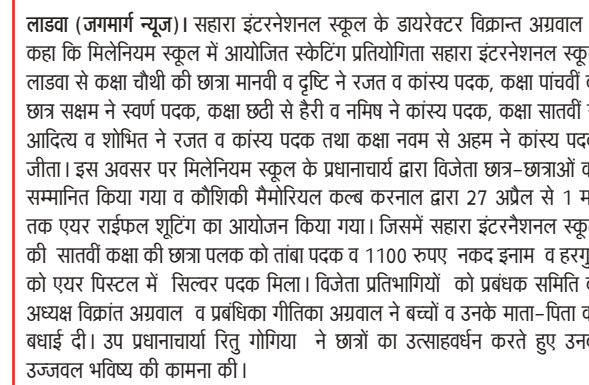 लाडवा (जगमार्ग न्यूज)। सहारा इंटरनेशनल स्कूल के डायरेक्टर विक्रान्त अग्रवाल
कहा कि मिलेनियम स्कूल में आयोजित स्केटिंग प्रतियोगिता सहारा इंटरनेशनल
लाडवा से कक्षा चौथी की छात्रा मानवी व दृष्टि ने रजत व कांस्य पदक, कक्षा पांचवीं
छात्र सक्षम ने स्वर्ण पदक, कक्षा छठी से हैरी व नमिष ने कांस्य पदक, कक्षा सातवीं
आदित्य व शोभित ने रजत व कांस्य पदक तथा कक्षा नवम से अहम ने कांस्य
जीता। इस अवसर पर मिलेनियम स्कूल के प्रधानाचार्य द्वारा विजेता छात्र-छात्राओं
सम्मानित किया गया व कौशिकी मैमोरियल कल्ब करनाल द्वारा 27 अप्रैल से 1
तक एयर राईफल शूटिंग का आयोजन किया गया। जिसमें सहारा इंटरनैशनल
की सातवीं कक्षा की छात्रा पलक को तांबा पदक व 1100 रुपए नकद इनाम व
को एयर पिस्टल में सिल्वर पदक मिला। विजेता प्रतिभागियों को प्रबंधक समिति
अध्यक्ष विक्रांत अग्रवाल व प्रबंधिका गीतिका अग्रवाल ने बच्चों व उनके माता-पिता
बधाई दी। उप प्रधानाचार्या रितु गोगिया ने छात्रों का उत्साहवर्धन करते हुए
उज्जवल भविष्य की कामना की।